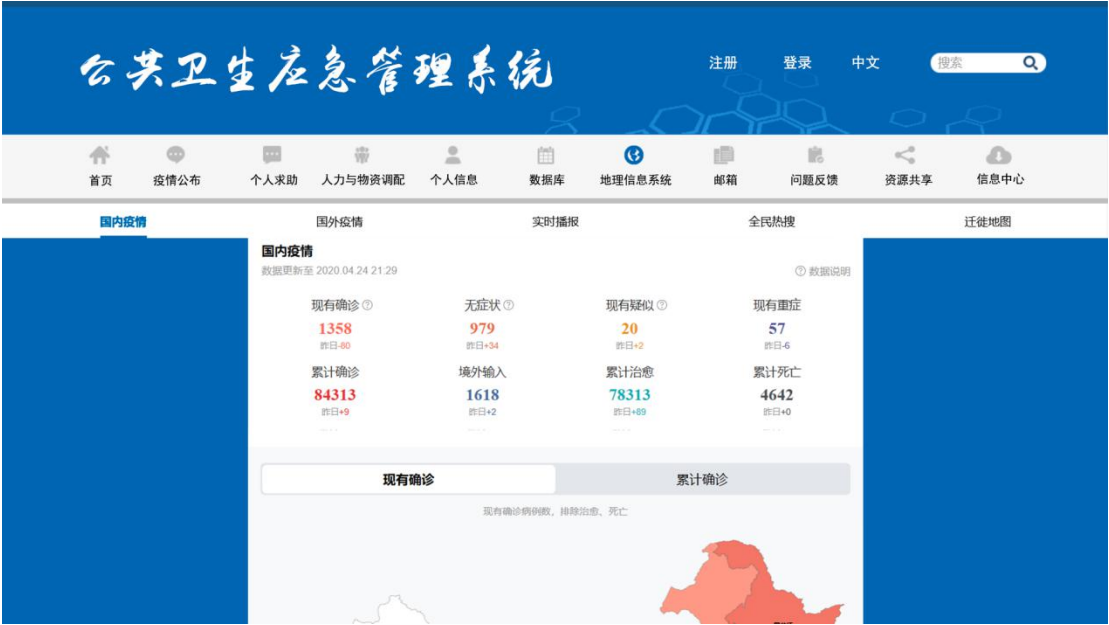 公共卫生应急管理系统
注册 登录 中文 搜索
首页 疫情公布 个人求助 人力与物资调配 个人信息 数据库 地理信息系统 邮箱 问题反馈 资源共享 信息中心
国内疫情 国外疫情 实时播报 全民热搜 迁徙地图
国内疫情
数据更新至 2020.04.24 21:29 数据说明
现有确诊 无症状 现有疑似 现有重症
1358 979 20 57
昨日-80 昨日+34 昨日+2 昨日-6
累计确诊 境外输入 累计治愈 累计死亡
84313 1618 78313 4642
昨日+9 昨日+2 昨日+89 昨日+0
现有确诊 累计确诊
现有确诊病例数，排除治愈、死亡